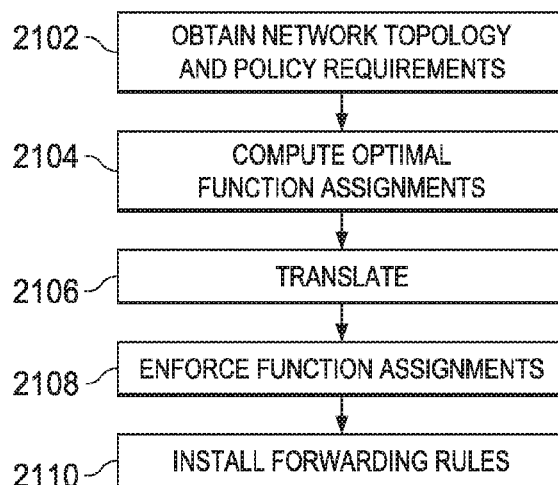 2102
OBTAIN NETWORK TOPOLOGY
AND POLICY REQUIREMENTS
2104
COMPUTE OPTIMAL
FUNCTION ASSIGNMENTS
2106
TRANSLATE
2108
ENFORCE FUNCTION ASSIGNMENTS
2110
INSTALL FORWARDING RULES